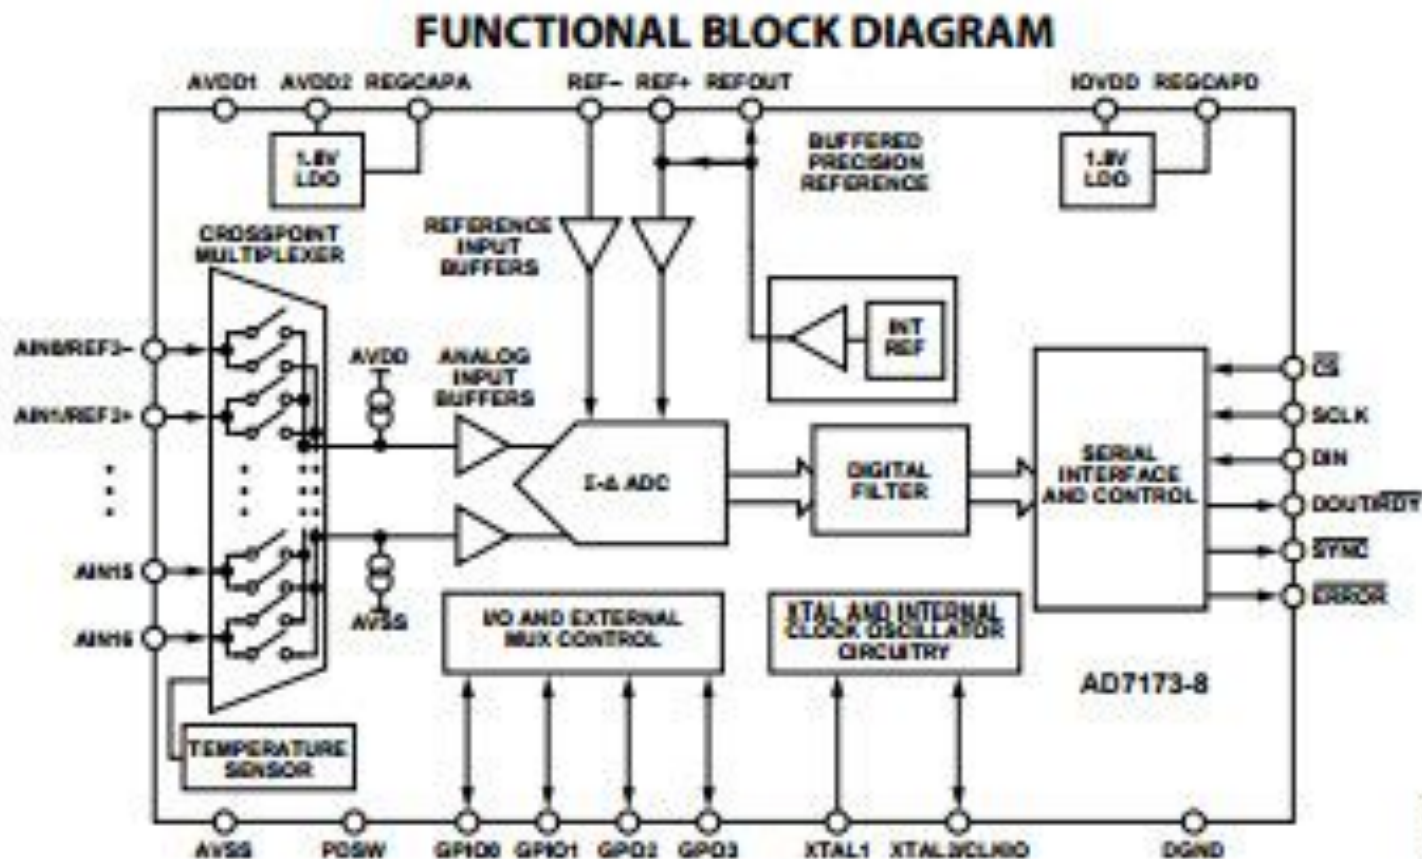 FUNCTIONAL BLOCK DIAGRAM
AVDD1 AVDD2 REGCAPA REF– REF+ REFOUT IOVDD REGCAPD
1.8V
LDO
BUFFERED
PRECISION
REFERENCE
1.8V
LDO
CROSSPOINT
MULTIPLEXER
REFERENCE
INPUT
BUFFERS
INT
REF
AIN0/REF2–
AIN1/REF2+
AVDD
ANALOG
INPUT
BUFFERS
Σ-Δ ADC
DIGITAL
FILTER
SERIAL
INTERFACE
AND CONTROL
CS
SCLK
DIN
DOUT/RDY
SYNC
ERROR
AIN15
AIN16
AVSS
I/O AND EXTERNAL
MUX CONTROL
XTAL AND INTERNAL
CLOCK OSCILLATOR
CIRCUITRY
AD7173-8
TEMPERATURE
SENSOR
AVSS PDSW GPIO0 GPIO1 GPO2 GPO3 XTAL1 XTAL2/CLKIO DGND